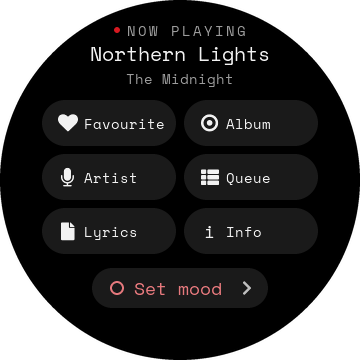 NOW PLAYING
Northern Lights
The Midnight
Favourite
Album
Artist
Queue
Lyrics
Info
Set mood